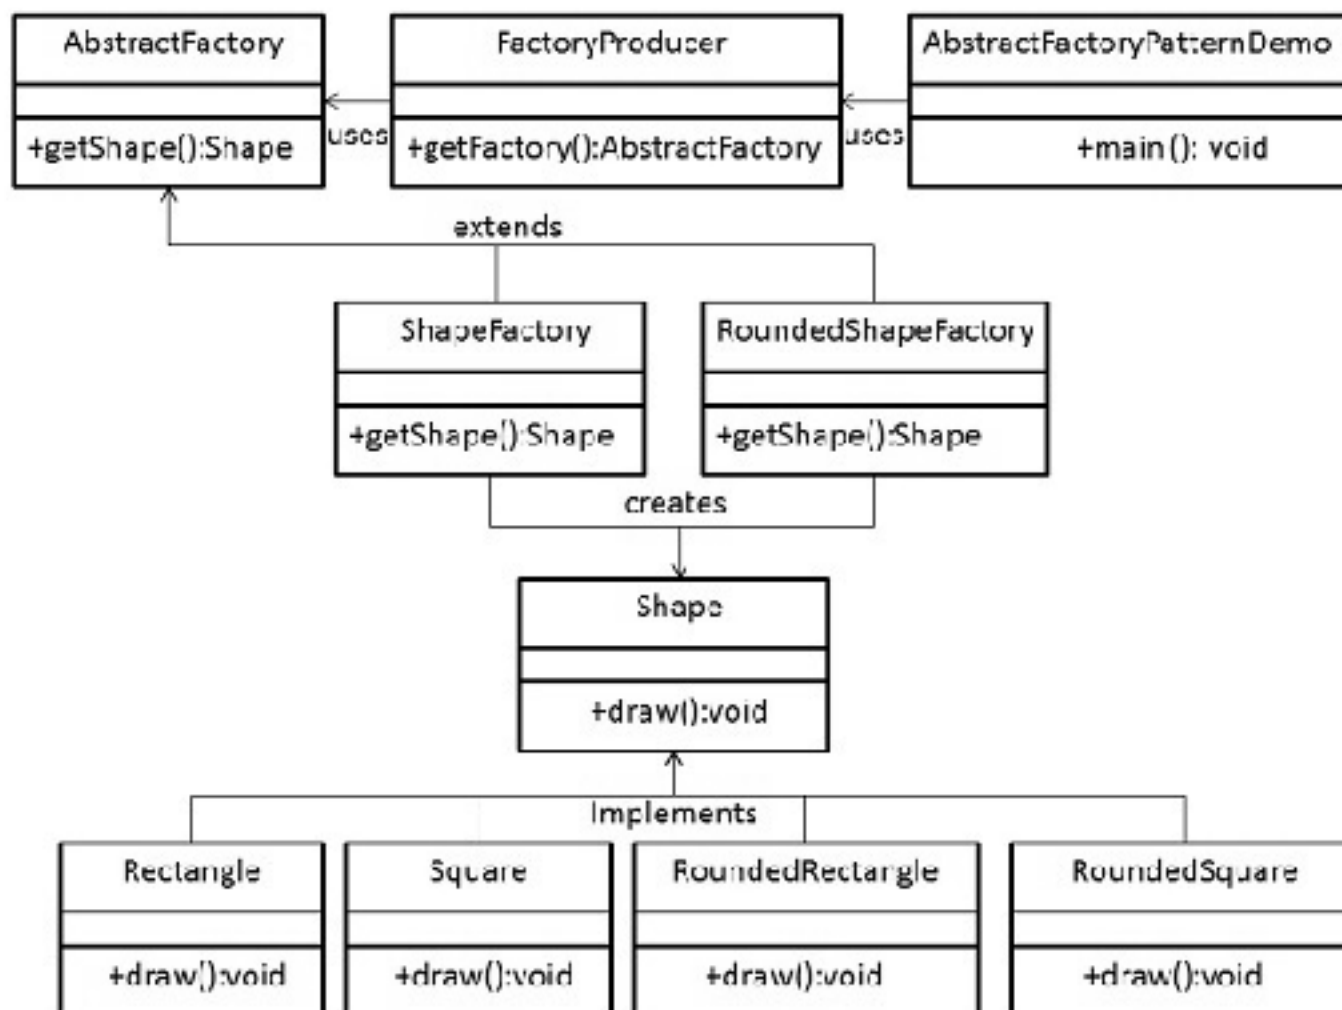 AbstractFactory
+getShape():Shape
uses
FactoryProducer
+getFactory():AbstractFactory
uses
AbstractFactoryPatternDemo
+main(): void
extends
ShapeFactory
+getShape():Shape
RoundedShapeFactory
+getShape():Shape
creates
Shape
+draw():void
Implements
Rectangle
+draw():void
Square
+draw():void
RoundedRectangle
+draw():void
RoundedSquare
+draw():void